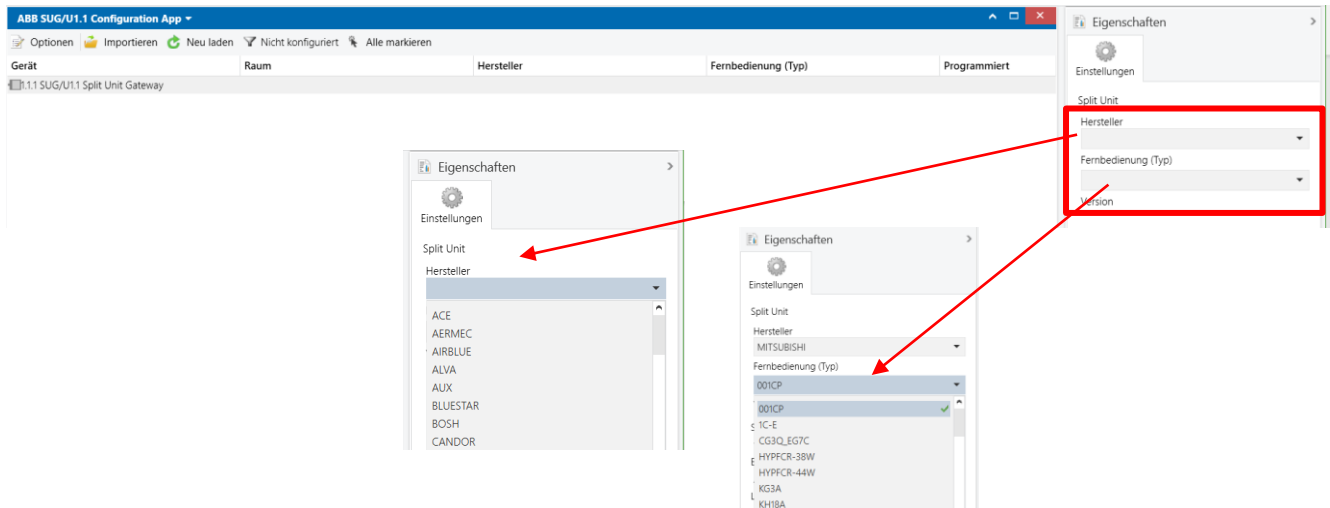 ABB SUG/U1.1 Configuration App
Optionen Importieren Neu laden Nicht konfiguriert Alle markieren
Gerät Raum Hersteller Fernbedienung (Typ) Programmiert
1.1.1 SUG/U1.1 Split Unit Gateway
Eigenschaften
Einstellungen
Split Unit
Hersteller
Fernbedienung (Typ)
Version
Eigenschaften
Einstellungen
Split Unit
Hersteller
ACE
AERMEC
AIRBLUE
ALVA
AUX
BLUESTAR
BOSH
CANDOR
Eigenschaften
Einstellungen
Split Unit
Hersteller
MITSUBISHI
Fernbedienung (Typ)
001CP
001CP
1C-E
CG3Q_EG7C
HYPFCR-38W
HYPFCR-44W
KG3A
KH18A